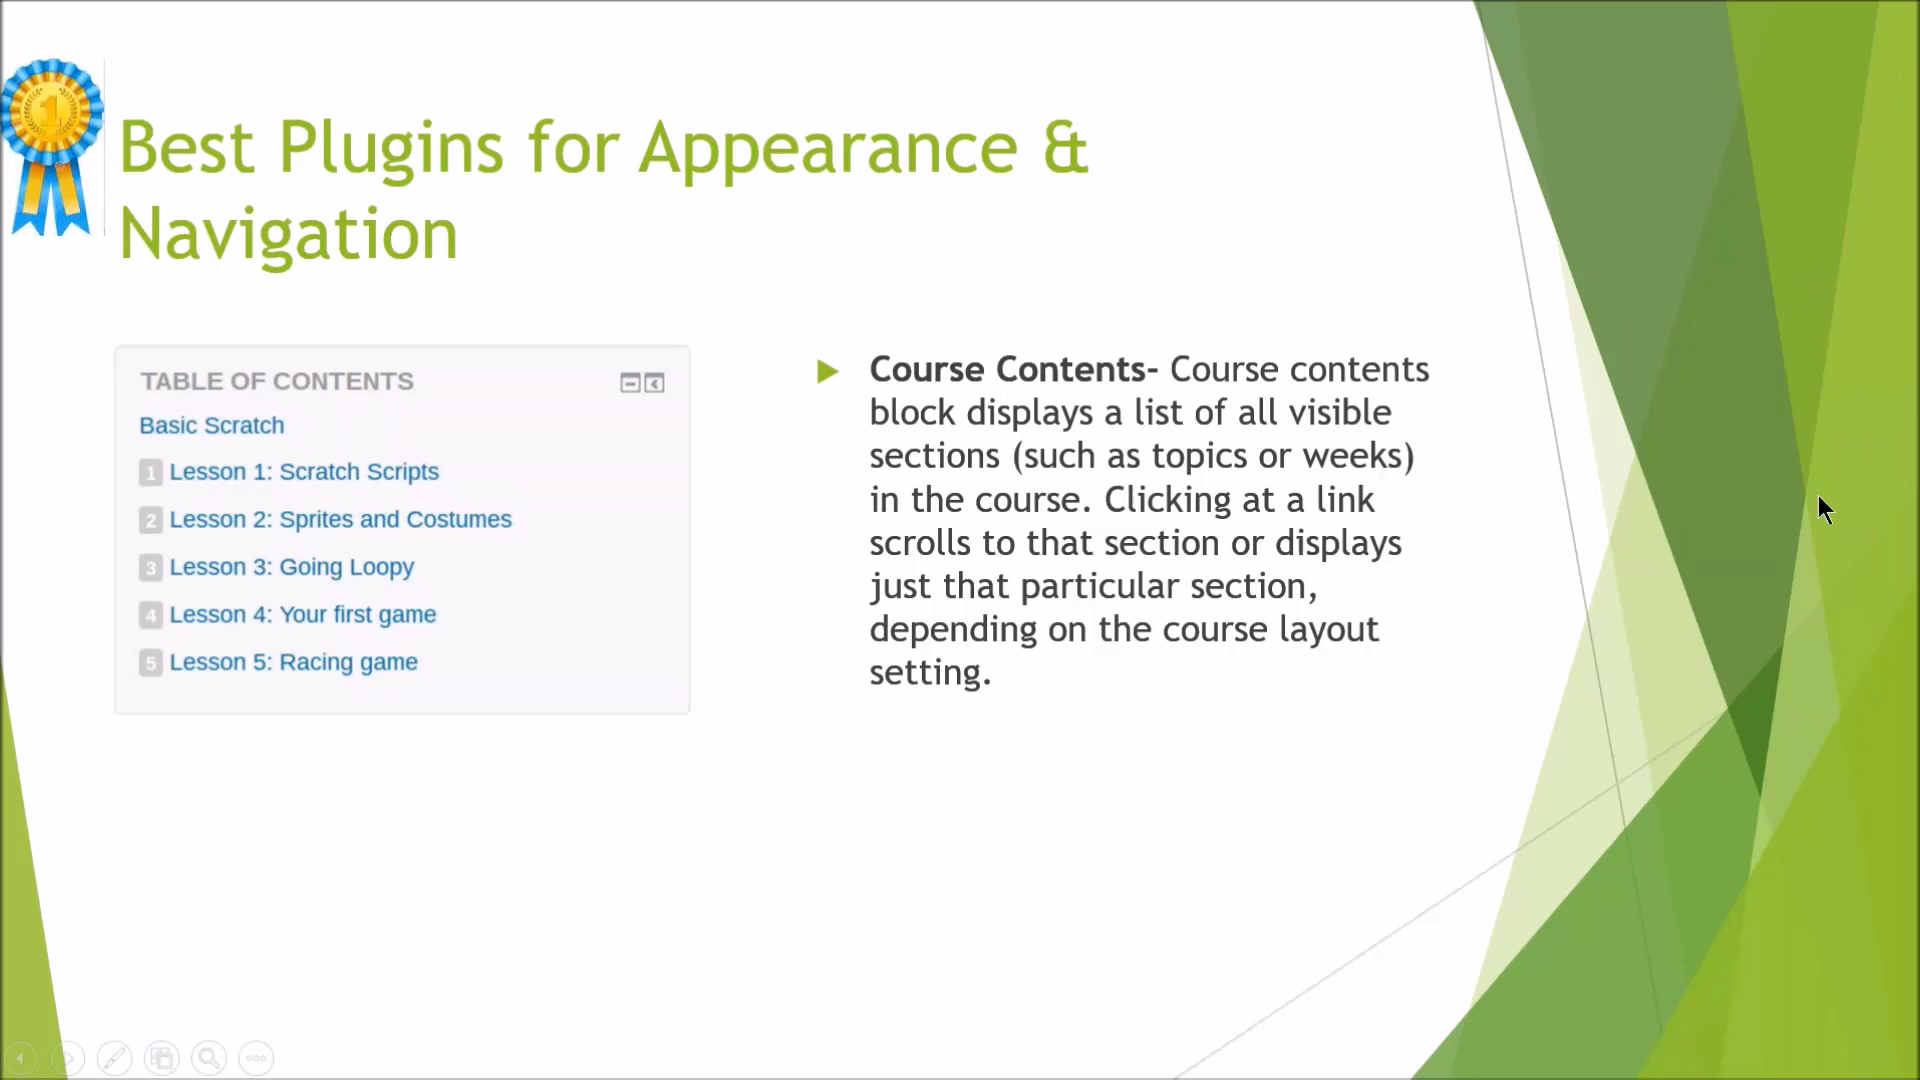 1
Best Plugins for Appearance &
Navigation
TABLE OF CONTENTS
Basic Scratch
1 Lesson 1: Scratch Scripts
2 Lesson 2: Sprites and Costumes
3 Lesson 3: Going Loopy
4 Lesson 4: Your first game
5 Lesson 5: Racing game
Course Contents- Course contents
block displays a list of all visible
sections (such as topics or weeks)
in the course. Clicking at a link
scrolls to that section or displays
just that particular section,
depending on the course layout
setting.